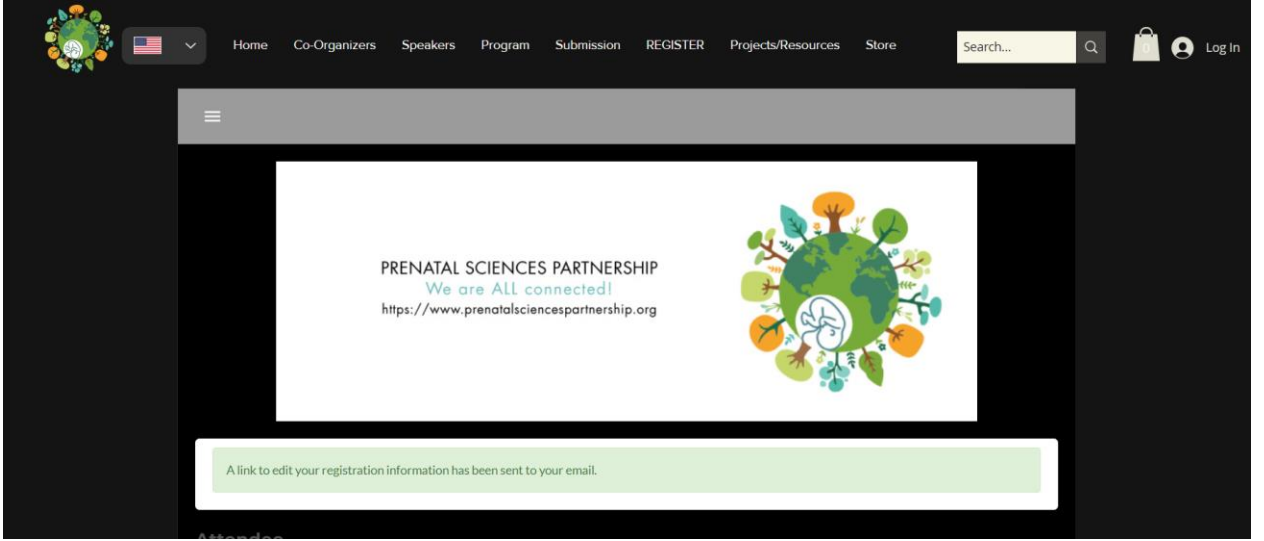 Home Co-Organizers Speakers Program Submission REGISTER Projects/Resources Store Search... 0 Log In
PRENATAL SCIENCES PARTNERSHIP
We are ALL connected!
https://www.prenatalsciencespartnership.org
A link to edit your registration information has been sent to your email.
Attendee